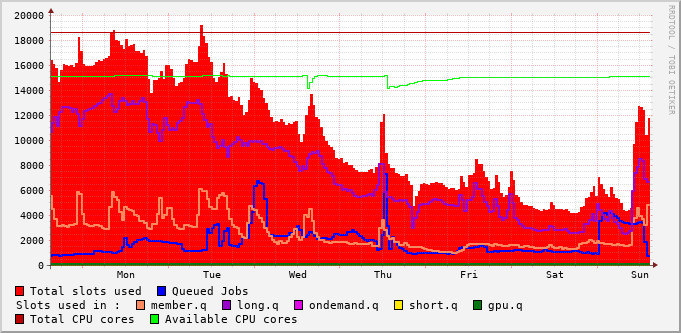 20000
18000
16000
14000
12000
10000
8000
6000
4000
2000
0
RRDTOOL / TOBI OETIKER
Mon Tue Wed Thu Fri Sat Sun
Total slots used Queued Jobs
Slots used in : member.q long.q ondemand.q short.q gpu.q
Total CPU cores Available CPU cores